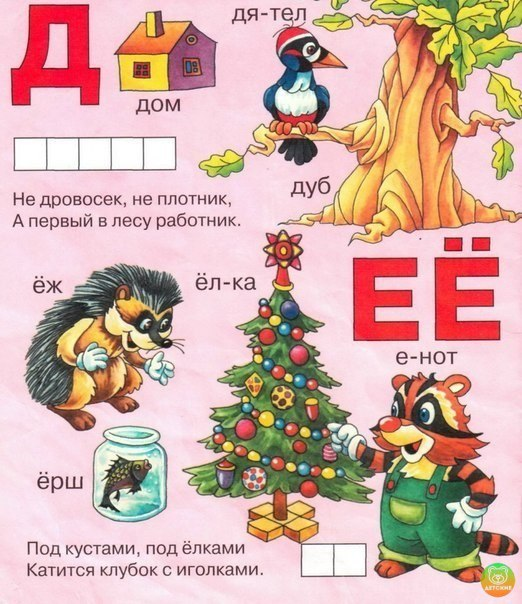 Д
дя-тел
дом
дуб
Не дровосек, не плотник,
А первый в лесу работник.
ЕЁ
ёж
ёл-ка
е-нот
ёрш
Под кустами, под ёлками
Катится клубок с иголками.
ДЕТСКИЕ